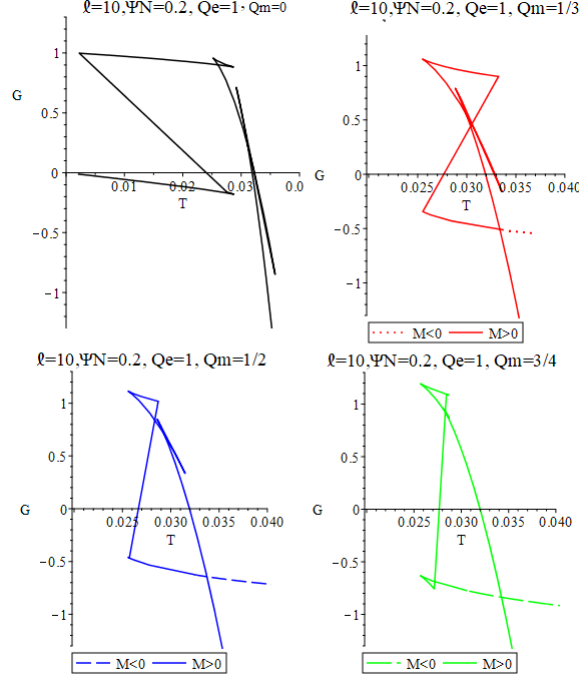 ℓ=10,ΨN=0.2, Qe=1, Qm=0
1
0.5
G
0
0.01
0.02
0.03
0.0
T
−0.5
−1
ℓ=10,ΨN=0.2, Qe=1, Qm=1/3
1
0.5
G
0
0.025
0.030
0.035
0.040
T
−0.5
−1
M<0
M>0
ℓ=10,ΨN=0.2, Qe=1, Qm=1/2
1
0.5
G
0
0.025
0.030
0.035
0.040
T
−0.5
−1
M<0
M>0
ℓ=10,ΨN=0.2, Qe=1, Qm=3/4
1
0.5
G
0
0.025
0.030
0.035
0.040
T
−0.5
−1
M<0
M>0